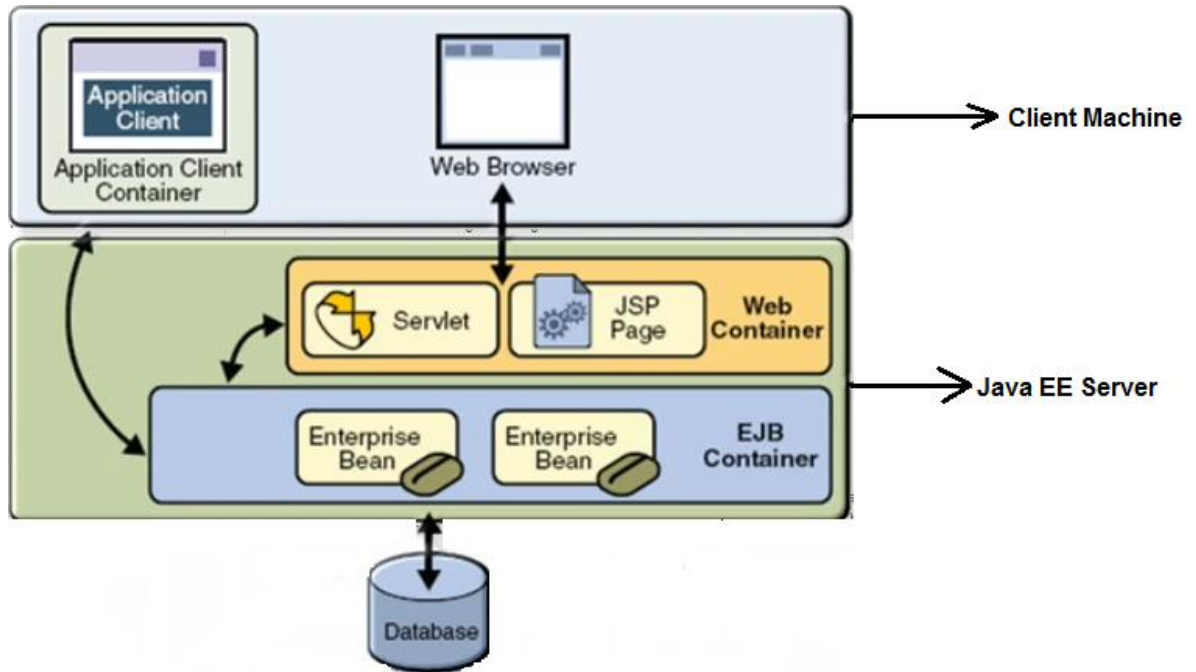 Application
Client
Application Client
Container
Web Browser
Client Machine
Servlet
JSP
Page
Web
Container
Java EE Server
Enterprise
Bean
Enterprise
Bean
EJB
Container
Database